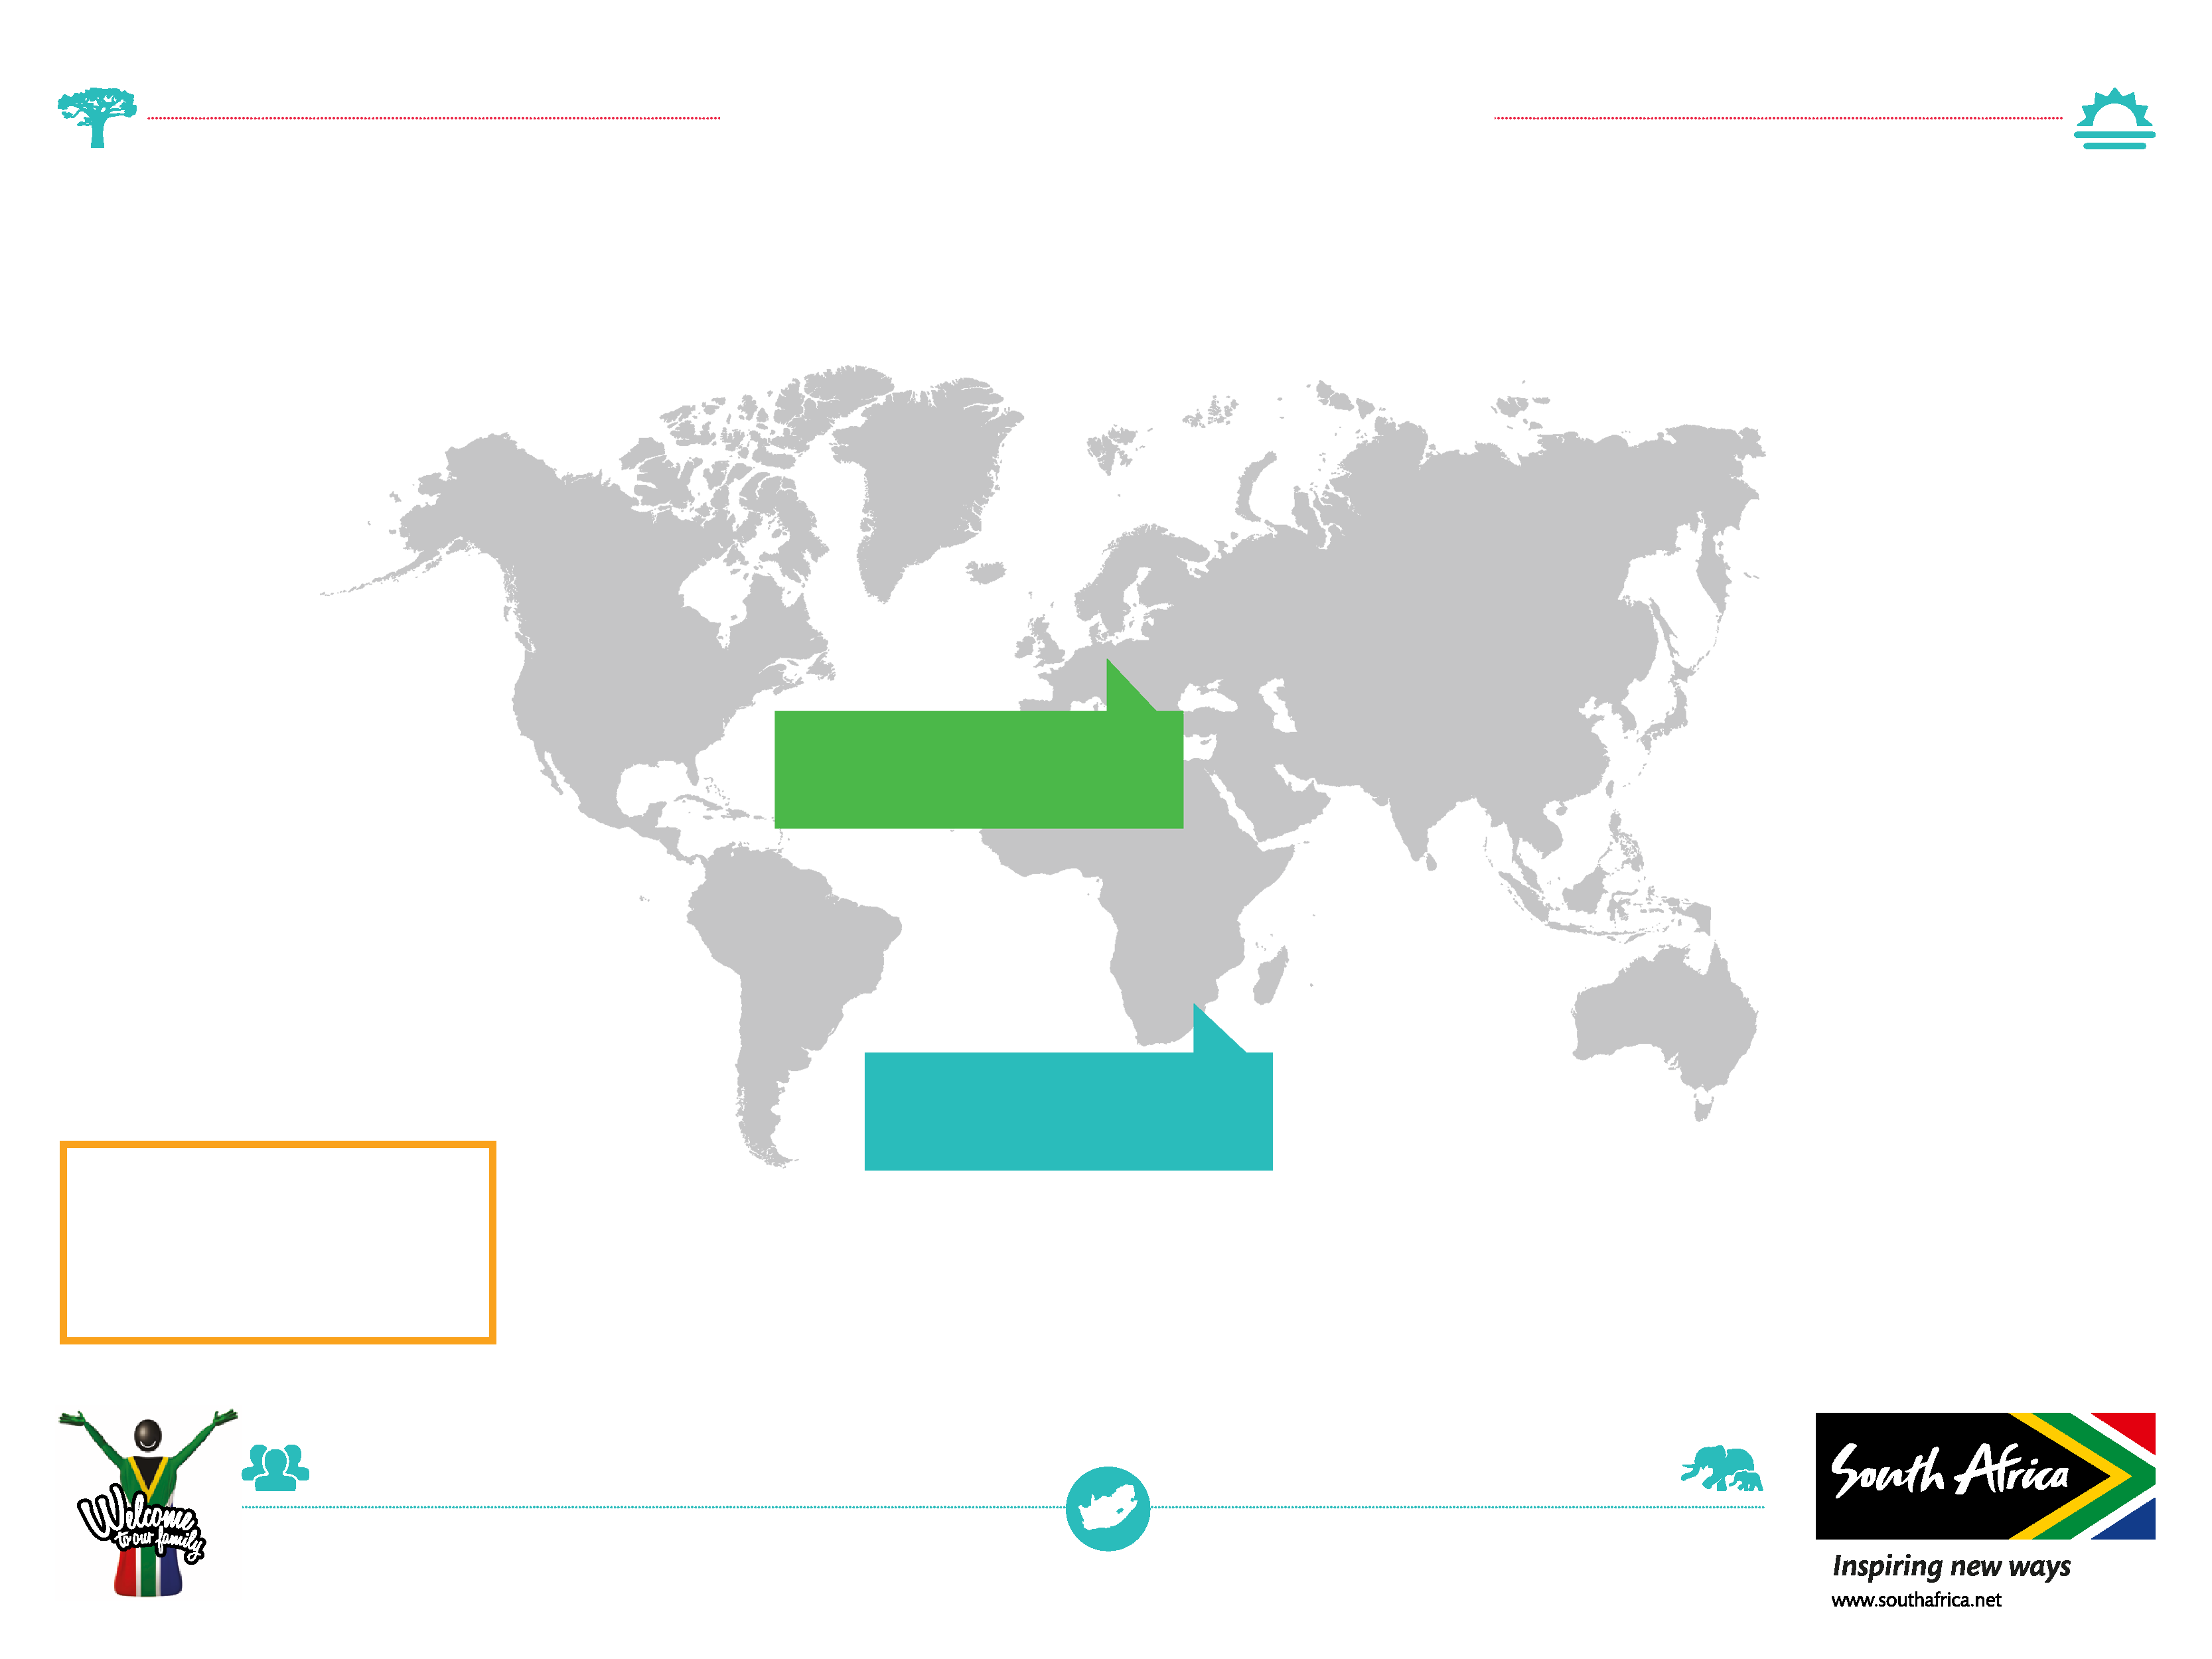 Welcome
to our family
South Africa
Inspiring new ways
www.southafrica.net